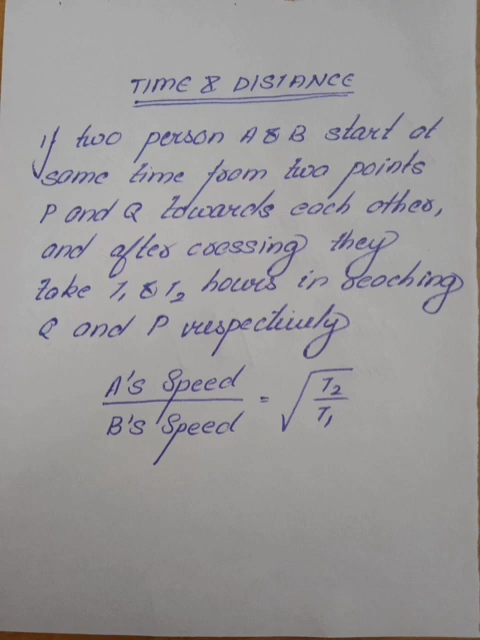 TIME & DISTANCE
If two person A & B start at
same time from two points
P and Q towards each other,
and after crossing they
take T₁ & T₂ hours in reaching
Q and P respectively
A's Speed
B's Speed
= √
T₂
T₁